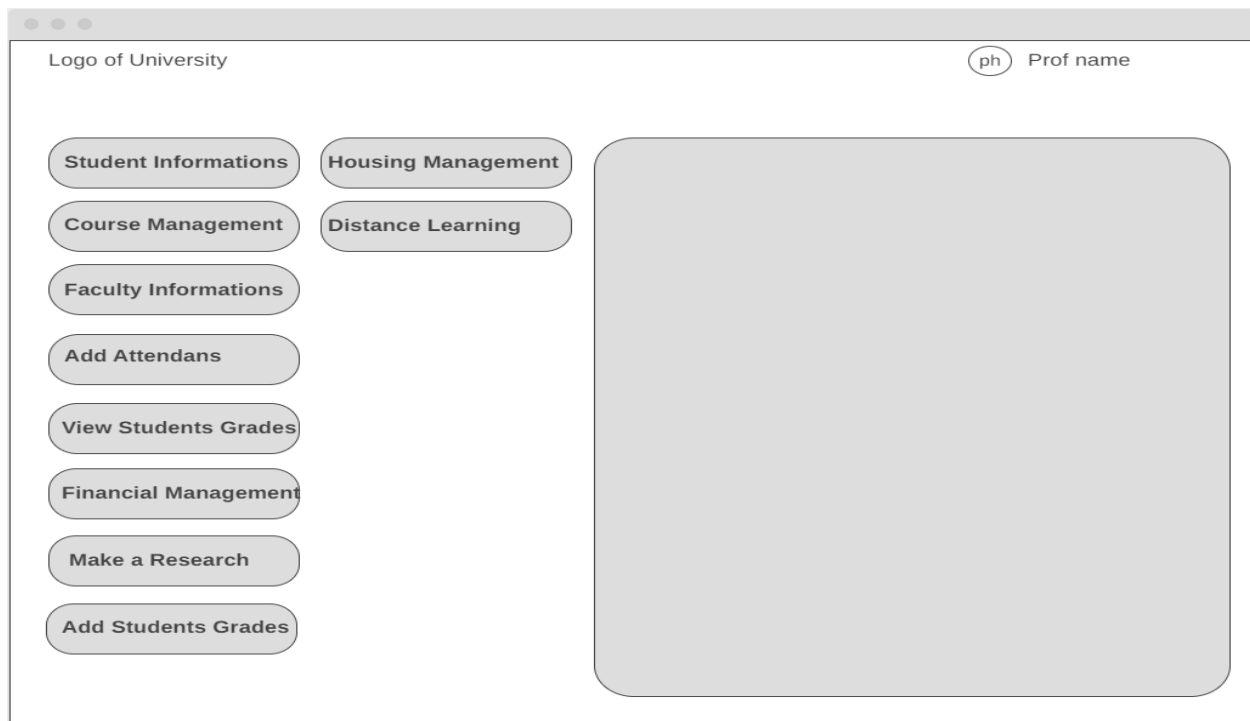 Logo of University
ph
Prof name
Student Informations
Housing Management
Course Management
Distance Learning
Faculty Informations
Add Attendans
View Students Grades
Financial Management
Make a Research
Add Students Grades